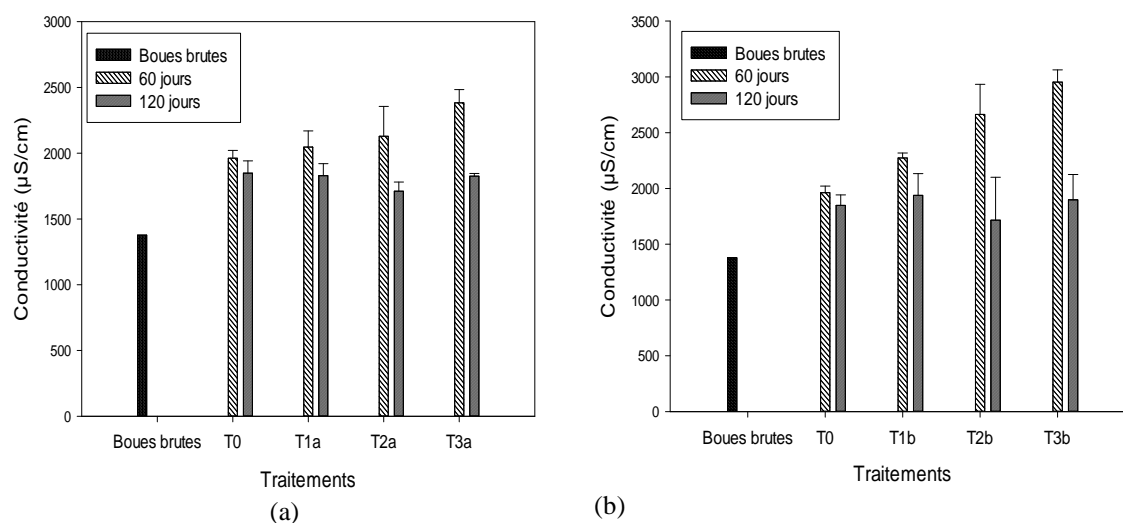 3000
2500
2000
1500
1000
500
0
Conductivité (µS/cm)
Boues brutes
60 jours
120 jours
Boues brutes T0 T1a T2a T3a
Traitements
(a)
3500
3000
2500
2000
1500
1000
500
0
Conductivité (µS/cm)
Boues brutes
60 jours
120 jours
Boues brutes T0 T1b T2b T3b
Traitements
(b)